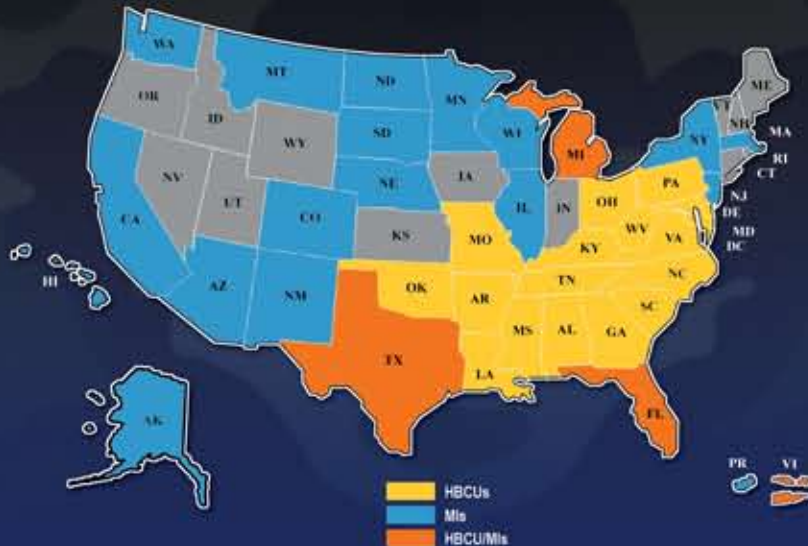 WA
MT
ND
MN
ME
VT
NH
OR
ID
SD
WI
NY
MA
WY
MI
RI
CT
NV
NE
IA
PA
NJ
UT
IL
IN
OH
DE
CA
CO
WV
MD
KS
MO
KY
VA
DC
HI
AZ
NM
OK
TN
NC
AR
SC
TX
MS
AL
GA
LA
AK
FL
PR
VI
HBCUs
MIs
HBCU/MIs